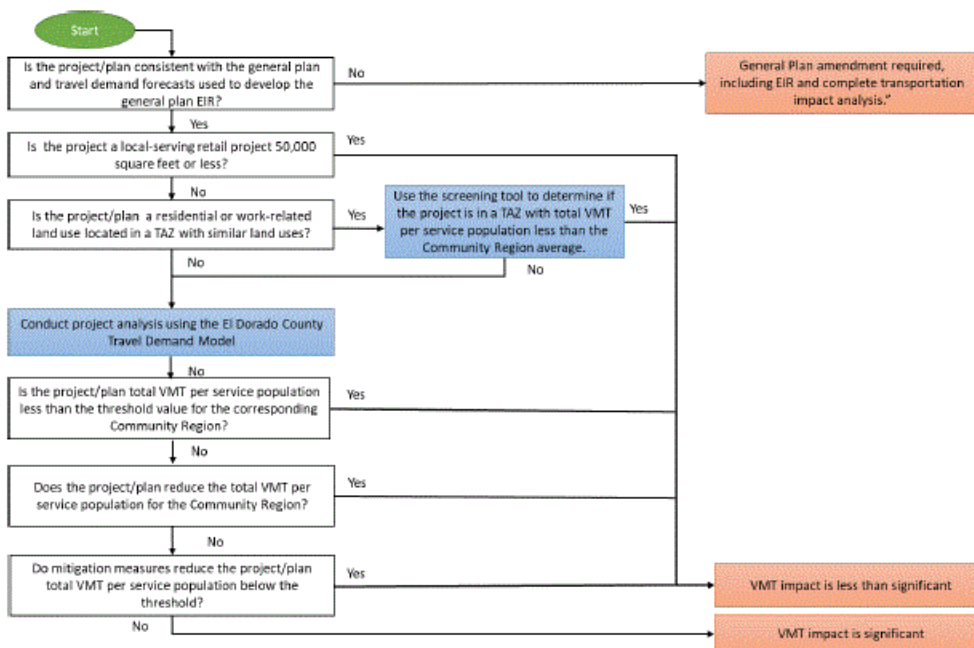 Start
Is the project/plan consistent with the general plan
and travel demand forecasts used to develop the
general plan EIR?
No
General Plan amendment required,
including EIR and complete transportation
impact analysis."
Yes
Is the project a local-serving retail project 50,000
square feet or less?
Yes
No
Is the project/plan a residential or work-related
land use located in a TAZ with similar land uses?
Yes
Use the screening tool to determine if
the project is in a TAZ with total VMT
per service population less than the
Community Region average.
Yes
No
No
Conduct project analysis using the El Dorado County
Travel Demand Model
No
Is the project/plan total VMT per service population
less than the threshold value for the corresponding
Community Region?
Yes
No
Does the project/plan reduce the total VMT per
service population for the Community Region?
Yes
No
Do mitigation measures reduce the project/plan
total VMT per service population below the
threshold?
Yes
VMT impact is less than significant
No
VMT impact is significant